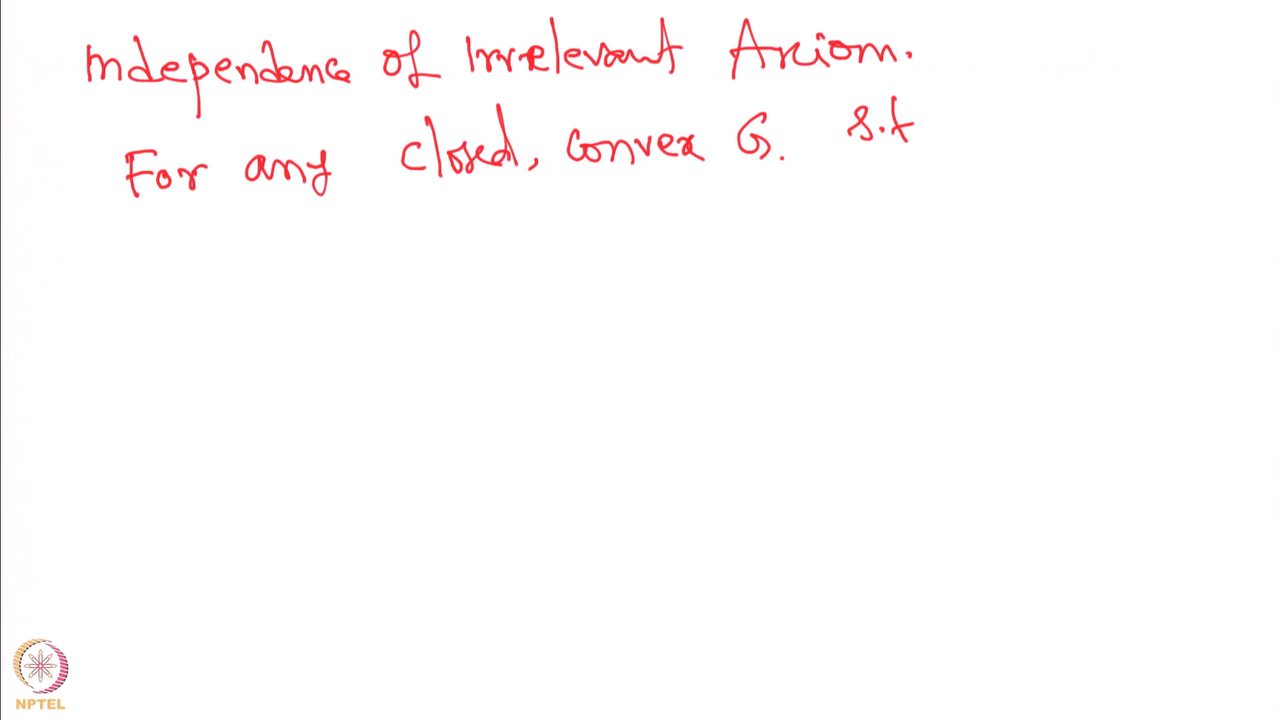 Independence of Irrelevant Axiom.
For any closed, convex G. s.t
NPTEL